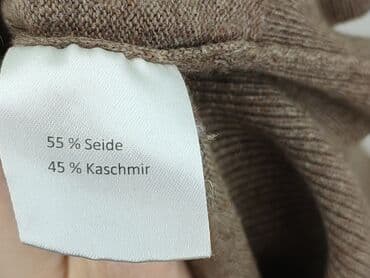 55 % Seide
45 % Kaschmir